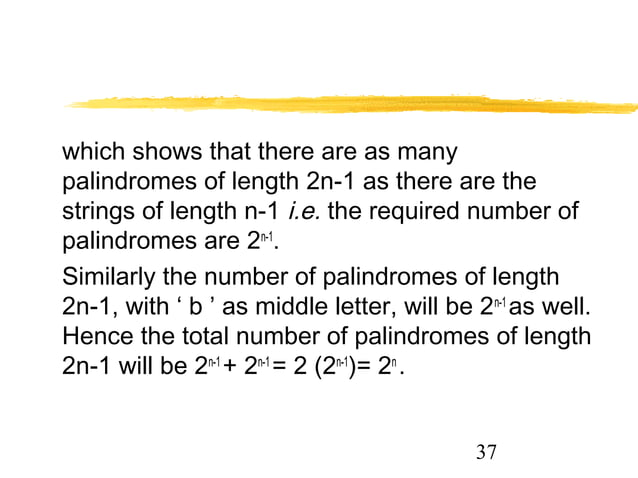 which shows that there are as many
palindromes of length 2n-1 as there are the
strings of length n-1 i.e. the required number of
palindromes are 2ⁿ⁻¹.
Similarly the number of palindromes of length
2n-1, with ‘ b ’ as middle letter, will be 2ⁿ⁻¹ as well.
Hence the total number of palindromes of length
2n-1 will be 2ⁿ⁻¹ + 2ⁿ⁻¹ = 2 (2ⁿ⁻¹)= 2ⁿ .
37